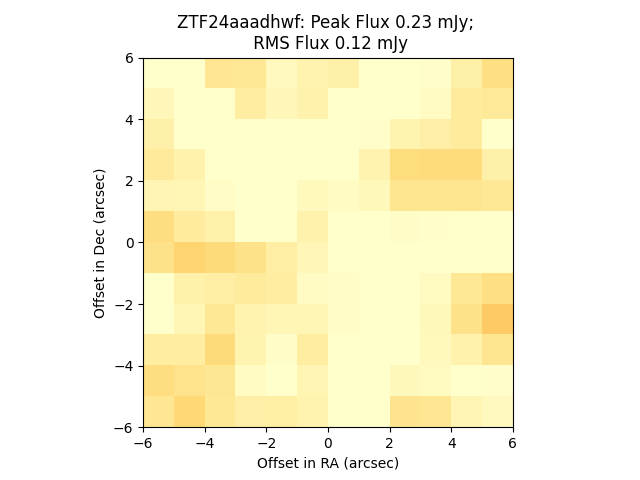 ZTF24aaadhwf: Peak Flux 0.23 mJy;
RMS Flux 0.12 mJy
6
4
2
0
−2
−4
−6
Offset in Dec (arcsec)
−6 −4 −2 0 2 4 6
Offset in RA (arcsec)